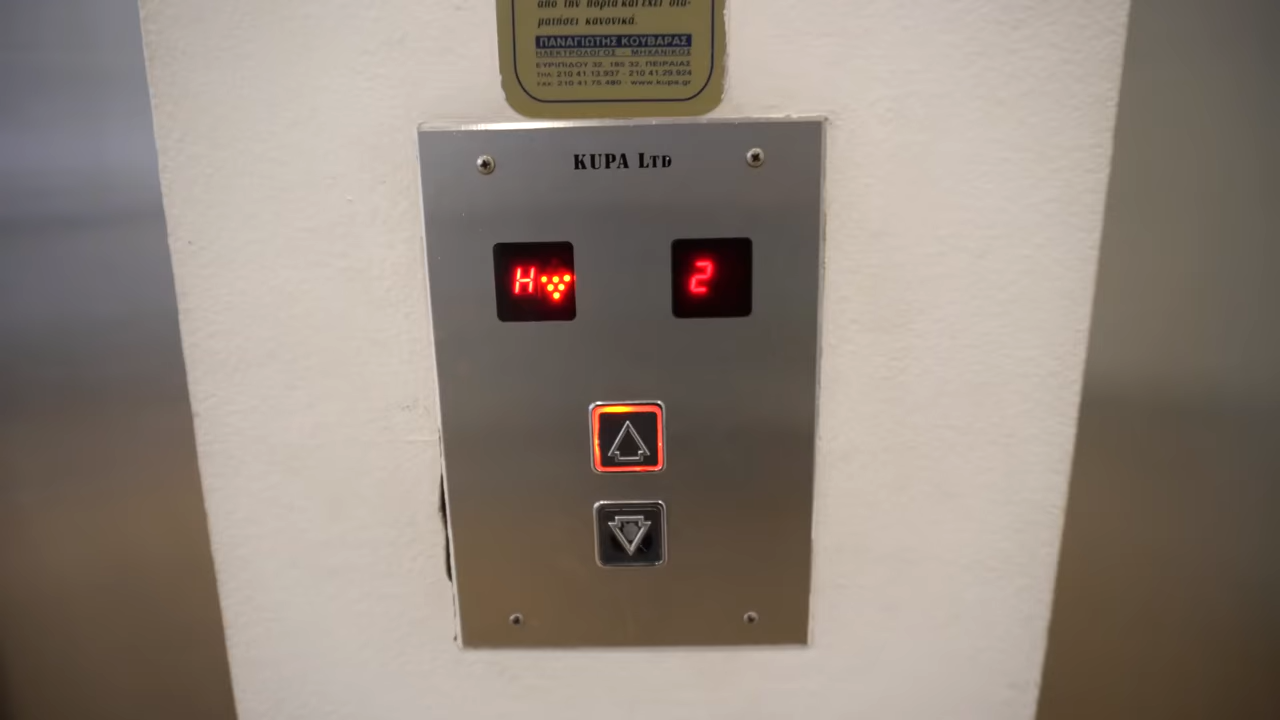 από την πόρτα και έχει στα-
ματήσει κανονικά.
ΠΑΝΑΓΙΩΤΗΣ ΚΟΥΒΑΡΑΣ
ΗΛΕΚΤΡΟΛΟΓΟΣ - ΜΗΧΑΝΙΚΟΣ
ΕΥΡΙΠΙΔΟΥ 32, 185 32, ΠΕΙΡΑΙΑΣ
ΤΗΛ: 210 41.13.937 - 210 41.29.924
FAX: 210 41.75.480 - www.kupa.gr
KUPA LTD
H 2